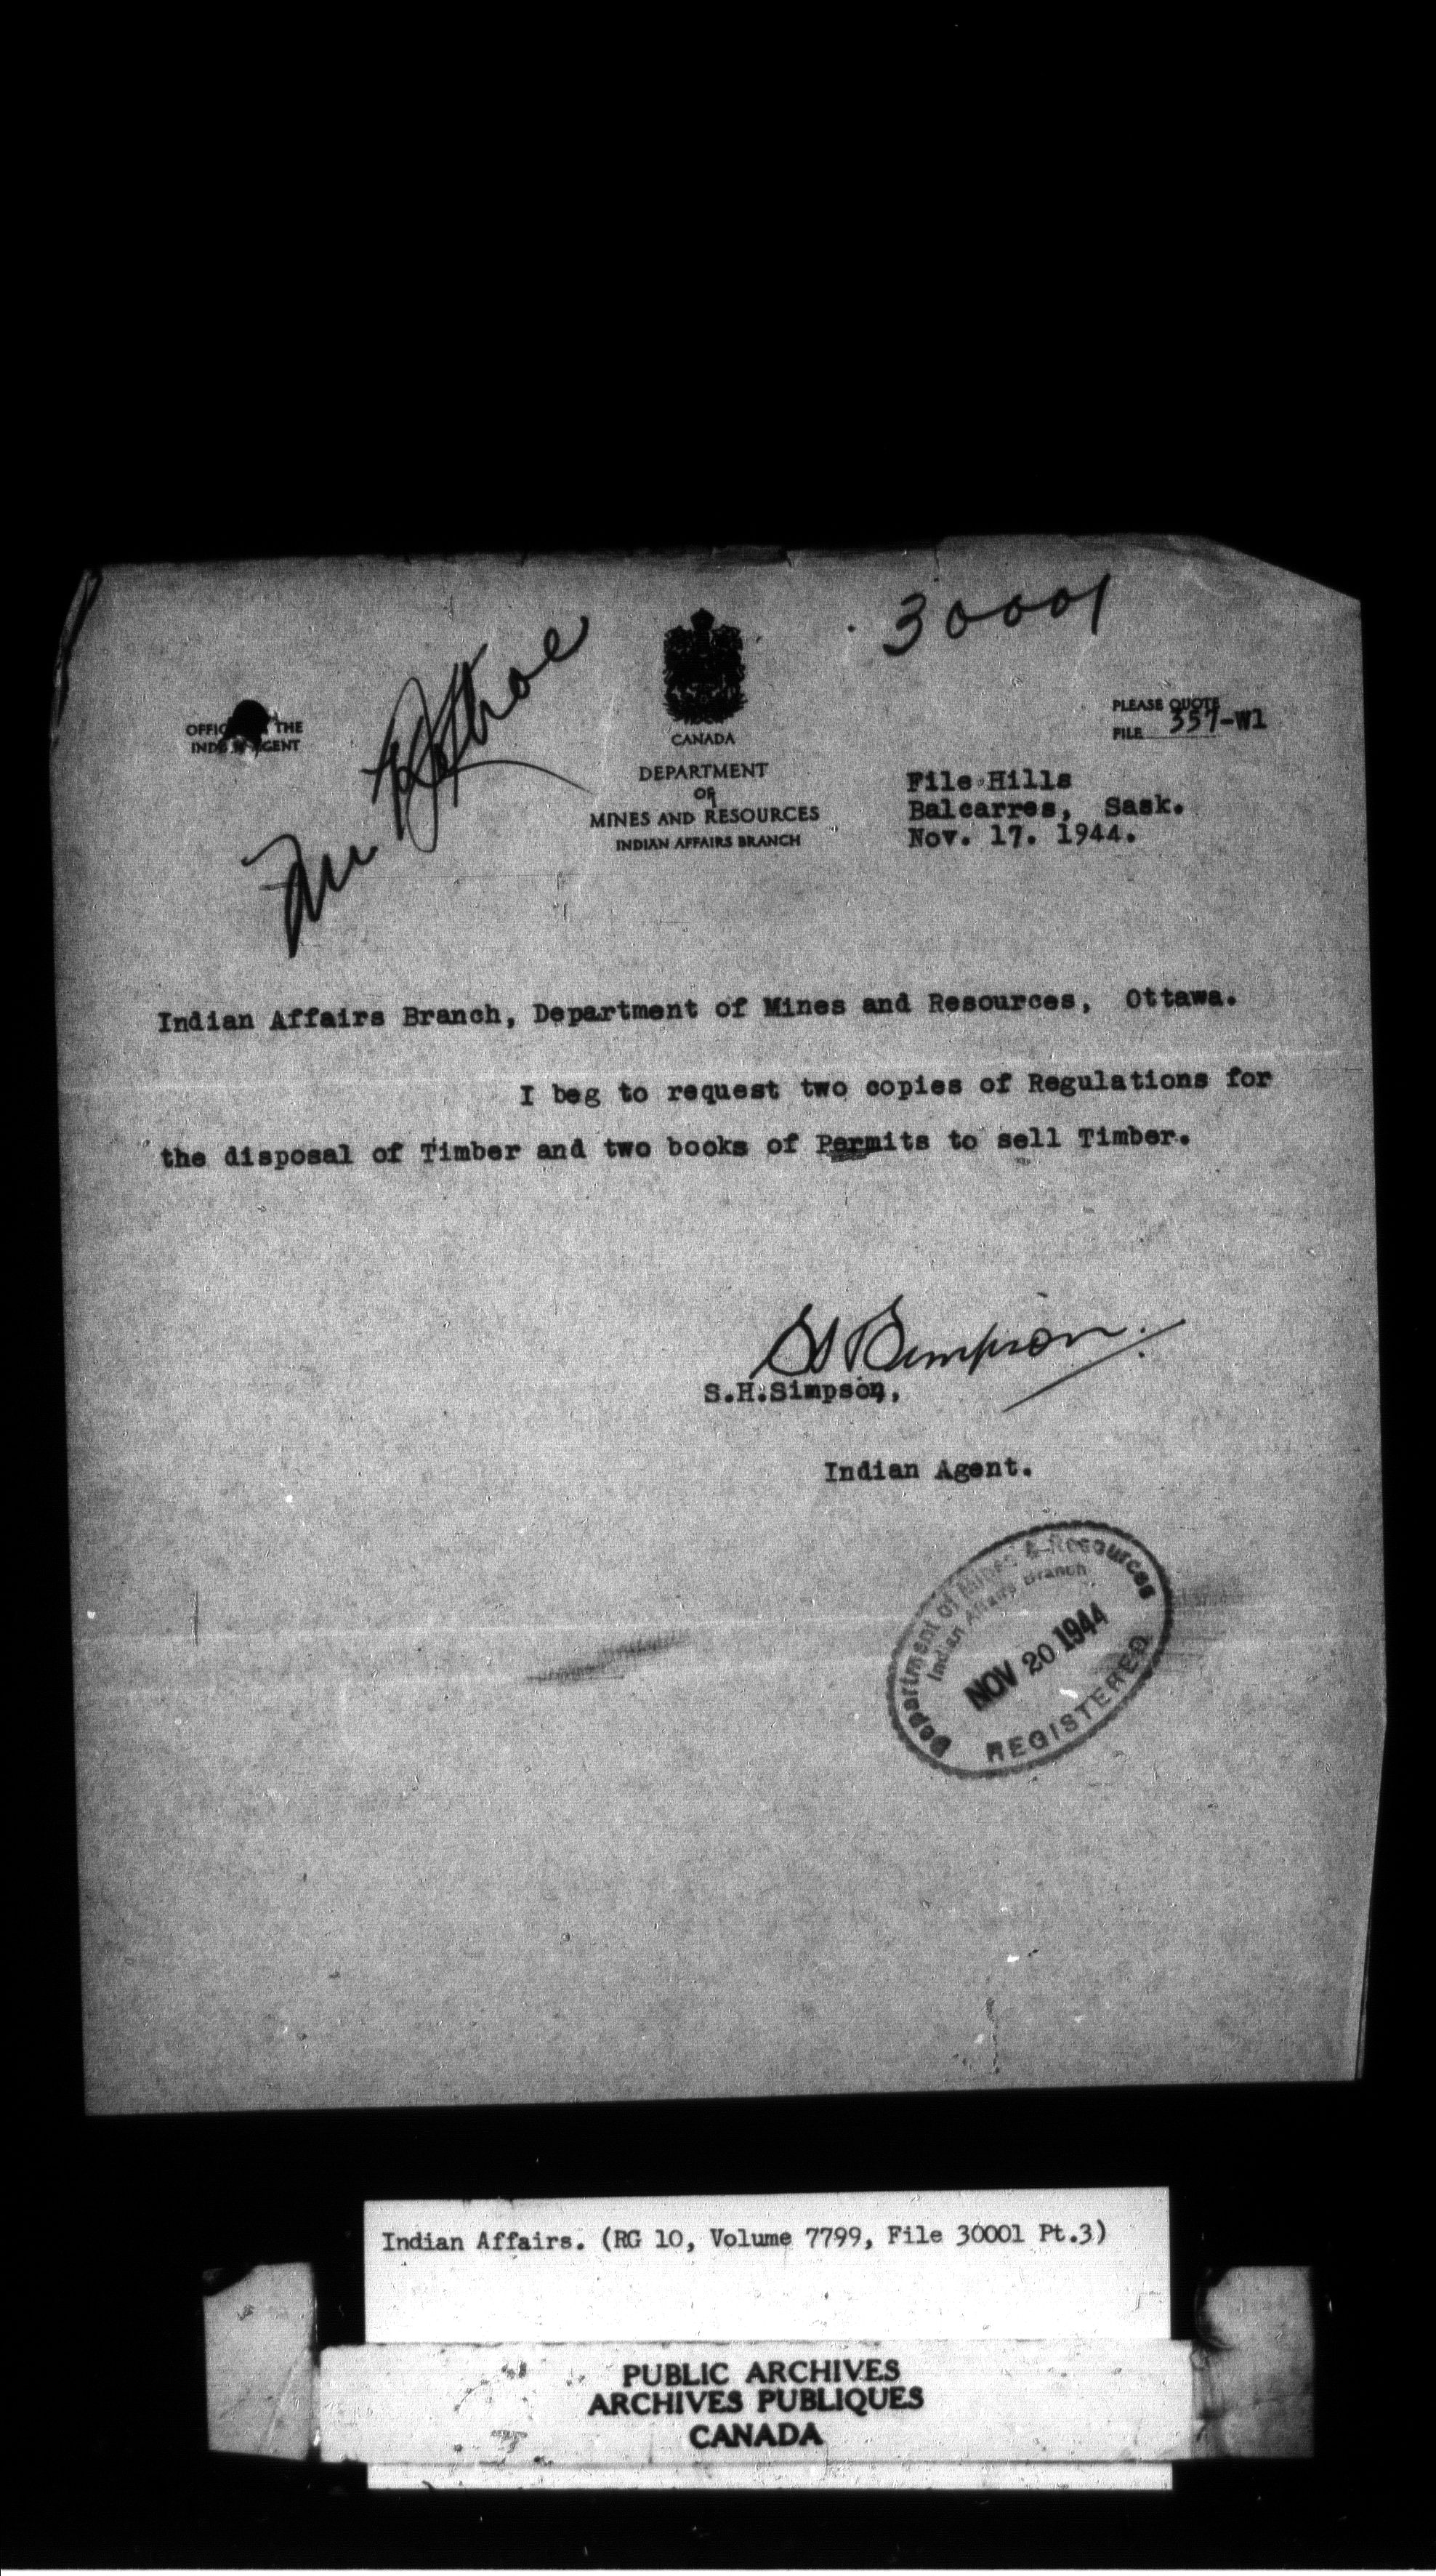 30001
OFFIC THE
IND AGENT
CANADA
DEPARTMENT
OF
MINES AND RESOURCES
INDIAN AFFAIRS BRANCH
PLEASE QUOTE
FILE 357-W1
File Hills
Balcarres, Sask.
Nov. 17. 1944.
Indian Affairs Branch, Department of Mines and Resources, Ottawa.
I beg to request two copies of Regulations for
the disposal of Timber and two books of Permits to sell Timber.
S H Simpson.
S.H.Simpson,
Indian Agent.
Department of Mines & Resources
Indian Affairs Branch
NOV 20 1944
REGISTERED
Indian Affairs. (RG 10, Volume 7799, File 30001 Pt.3)
PUBLIC ARCHIVES
ARCHIVES PUBLIQUES
CANADA